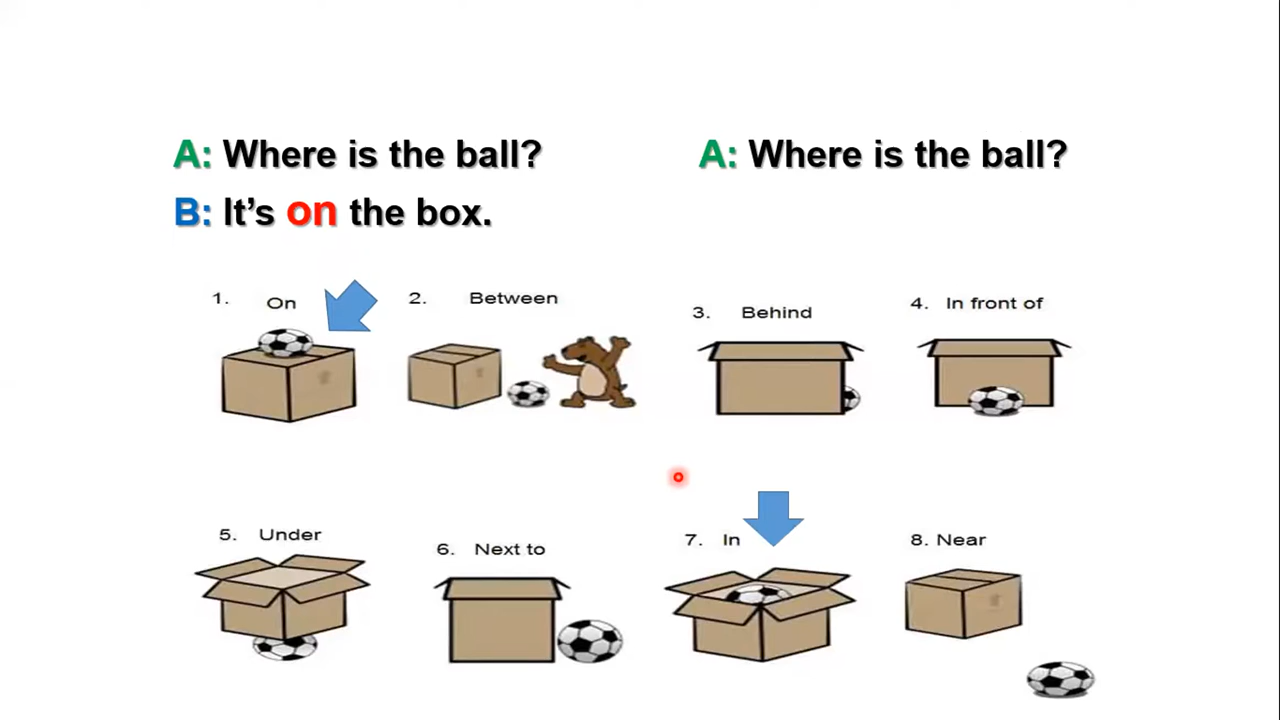 A: Where is the ball?
B: It's on the box.
A: Where is the ball?
1. On
2. Between
3. Behind
4. In front of
5. Under
6. Next to
7. In
8. Near